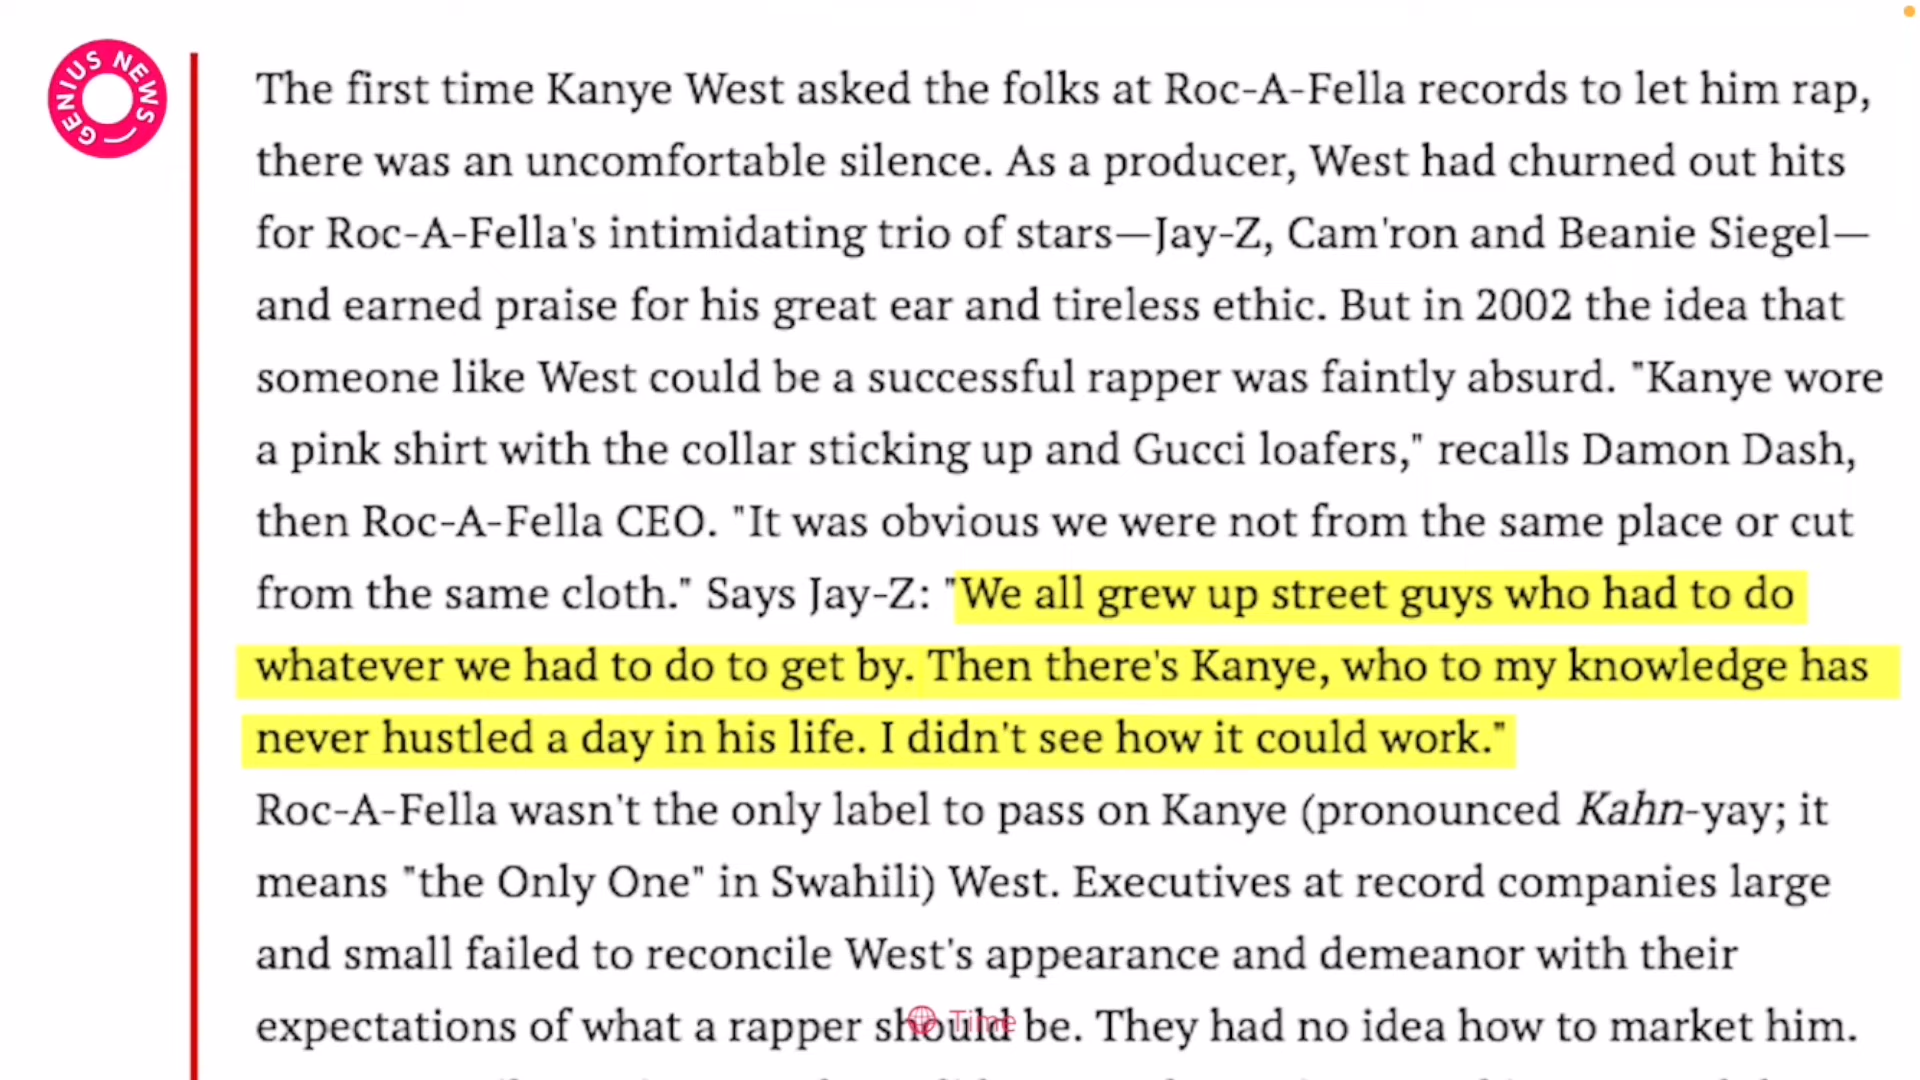 GENIUS NEWS
The first time Kanye West asked the folks at Roc-A-Fella records to let him rap,
there was an uncomfortable silence. As a producer, West had churned out hits
for Roc-A-Fella's intimidating trio of stars—Jay-Z, Cam'ron and Beanie Siegel—
and earned praise for his great ear and tireless ethic. But in 2002 the idea that
someone like West could be a successful rapper was faintly absurd. "Kanye wore
a pink shirt with the collar sticking up and Gucci loafers," recalls Damon Dash,
then Roc-A-Fella CEO. "It was obvious we were not from the same place or cut
from the same cloth." Says Jay-Z: "We all grew up street guys who had to do
whatever we had to do to get by. Then there's Kanye, who to my knowledge has
never hustled a day in his life. I didn't see how it could work."
Roc-A-Fella wasn't the only label to pass on Kanye (pronounced Kahn-yay; it
means "the Only One" in Swahili) West. Executives at record companies large
and small failed to reconcile West's appearance and demeanor with their
expectations of what a rapper should be. They had no idea how to market him.
Time